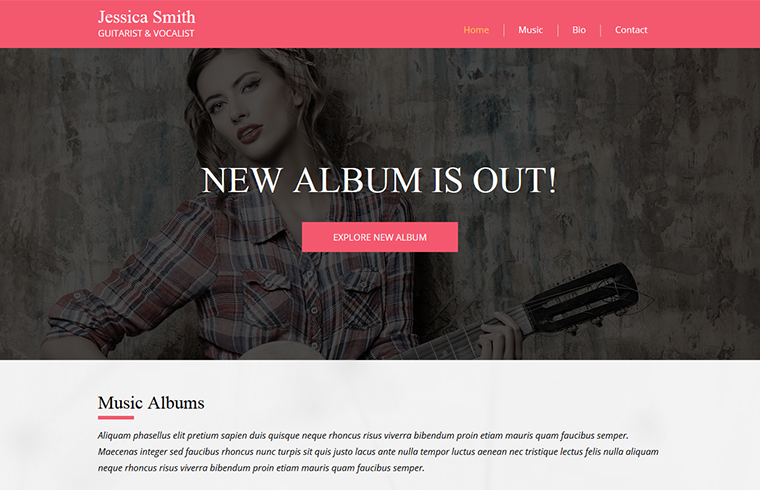 Jessica Smith
GUITARIST & VOCALIST
Home
Music
Bio
Contact
NEW ALBUM IS OUT!
EXPLORE NEW ALBUM
Music Albums
Aliquam phasellus elit pretium sapien duis quisque neque rhoncus risus viverra bibendum proin etiam mauris quam faucibus semper.
Maecenas integer sed faucibus rhoncus nunc turpis sit quis justo lacus ante nulla tempor luctus aenean nec tristique lectus felis nulla aliquam
neque rhoncus risus viverra bibendum proin etiam mauris quam faucibus semper.